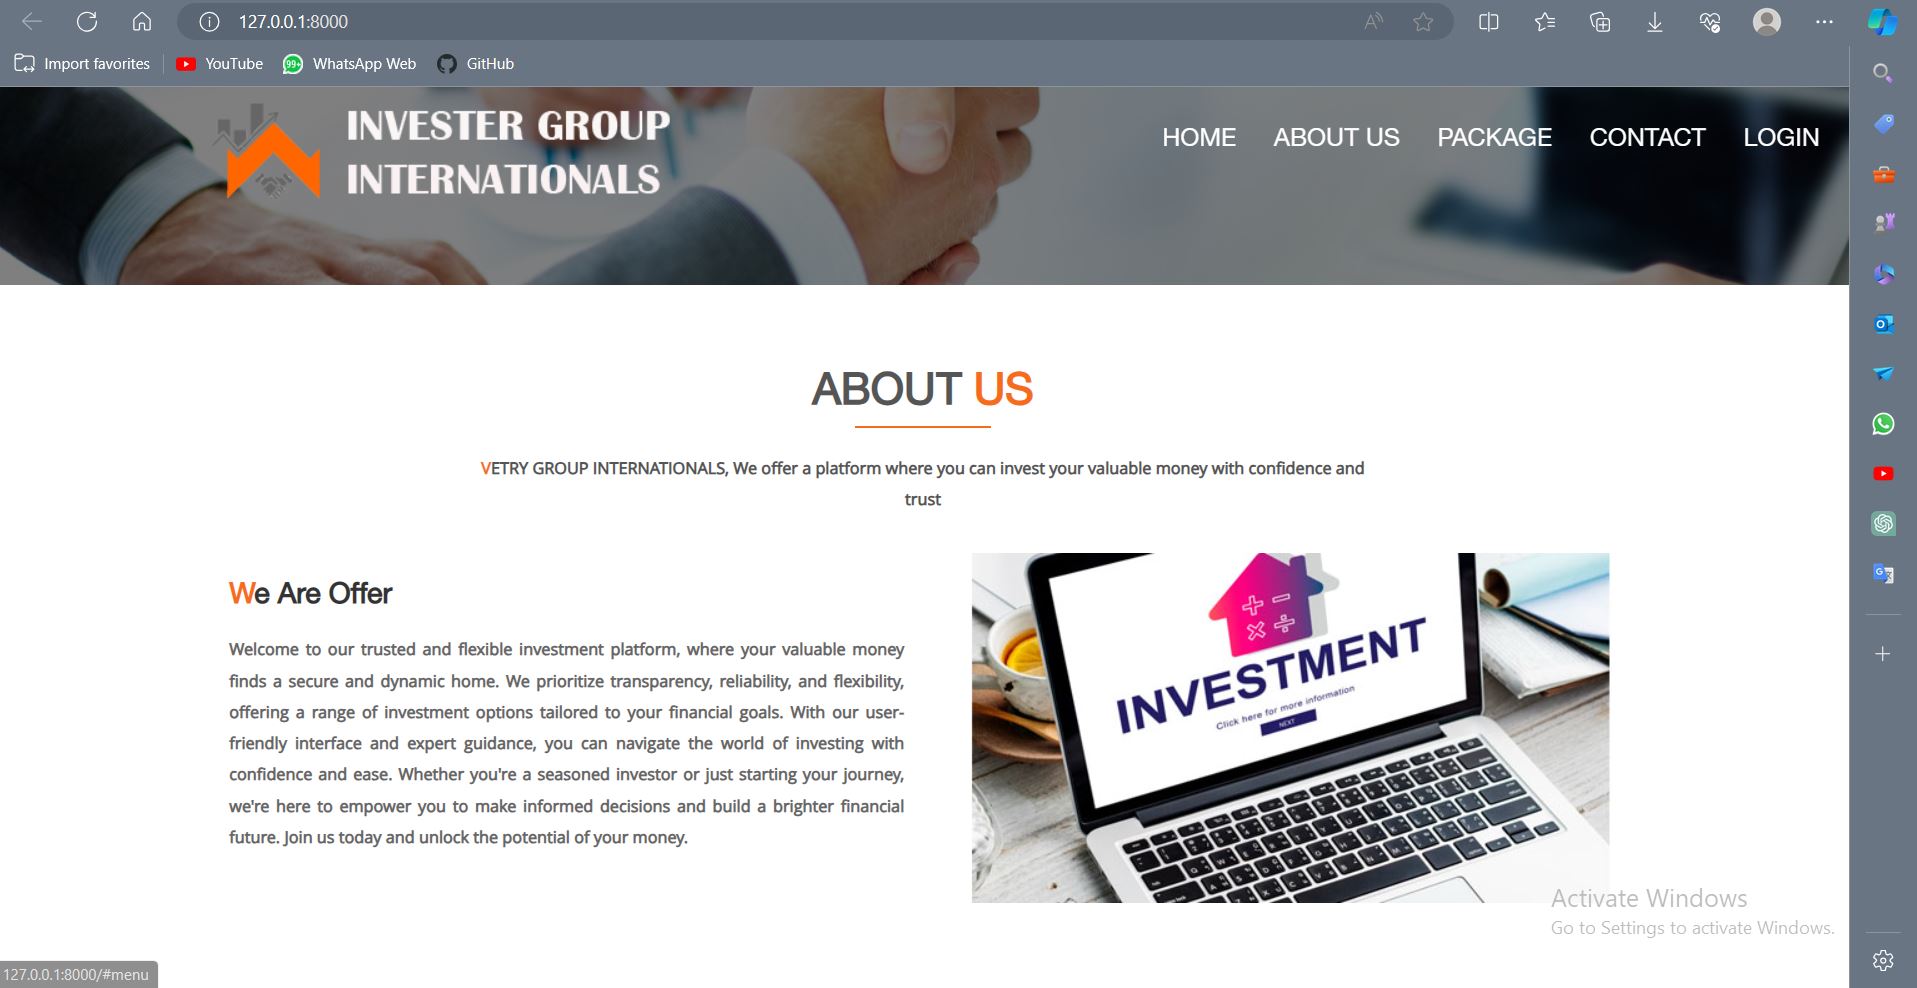 127.0.0.1:8000
Import favorites
YouTube
99+
WhatsApp Web
GitHub
INVESTER GROUP
INTERNATIONALS
HOME
ABOUT US
PACKAGE
CONTACT
LOGIN
ABOUT US
VETRY GROUP INTERNATIONALS, We offer a platform where you can invest your valuable money with confidence and
trust
We Are Offer
Welcome to our trusted and flexible investment platform, where your valuable money
finds a secure and dynamic home. We prioritize transparency, reliability, and flexibility,
offering a range of investment options tailored to your financial goals. With our user-
friendly interface and expert guidance, you can navigate the world of investing with
confidence and ease. Whether you're a seasoned investor or just starting your journey,
we're here to empower you to make informed decisions and build a brighter financial
future. Join us today and unlock the potential of your money.
INVESTMENT
Click here for more information
NEXT
Activate Windows
Go to Settings to activate Windows.
127.0.0.1:8000/#menu